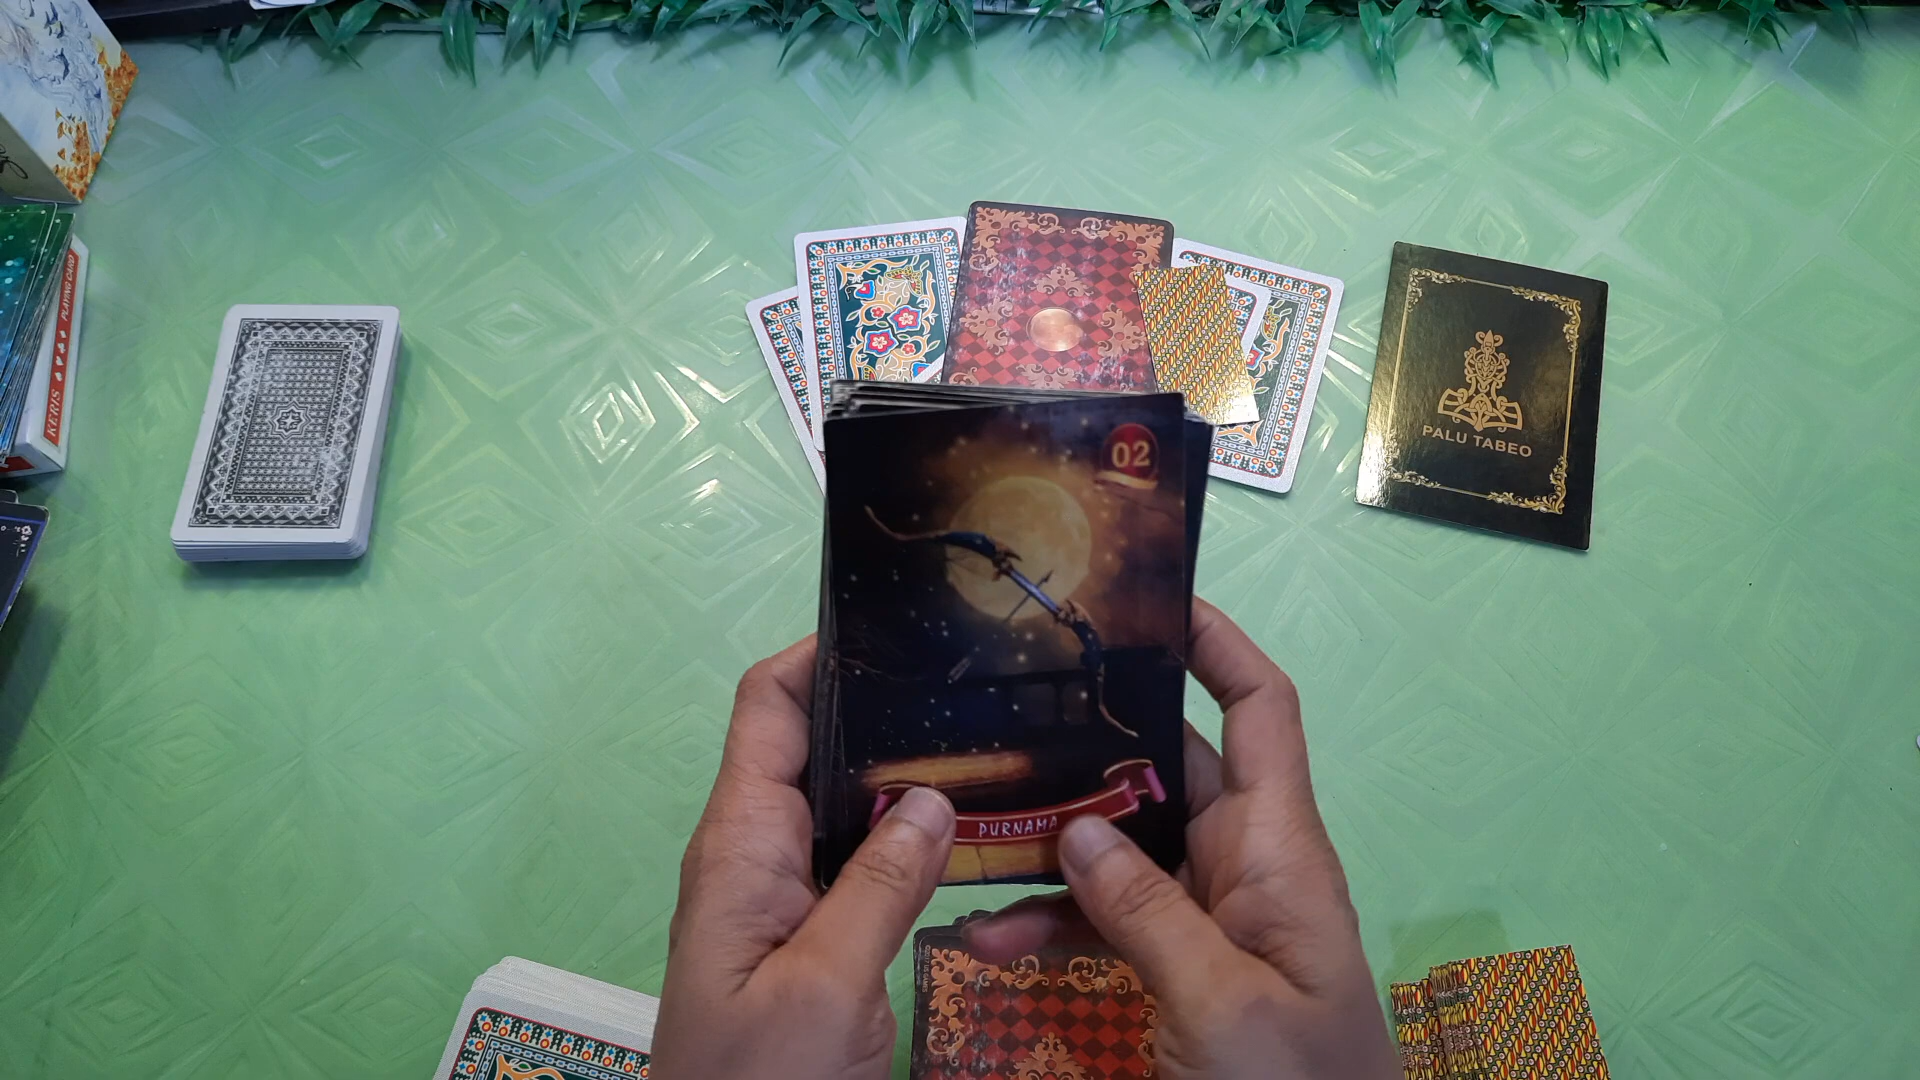 KERIS
PLAYING CARD
PALU TABEO
02
PURNAMA